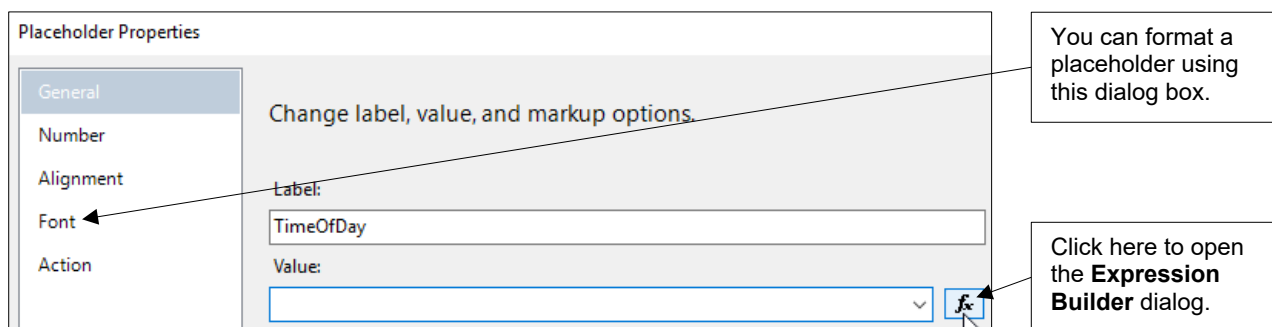 Placeholder Properties
General
Number
Alignment
Font
Action
Change label, value, and markup options.
Label:
TimeOfDay
Value:
fx
You can format a
placeholder using
this dialog box.
Click here to open
the Expression
Builder dialog.